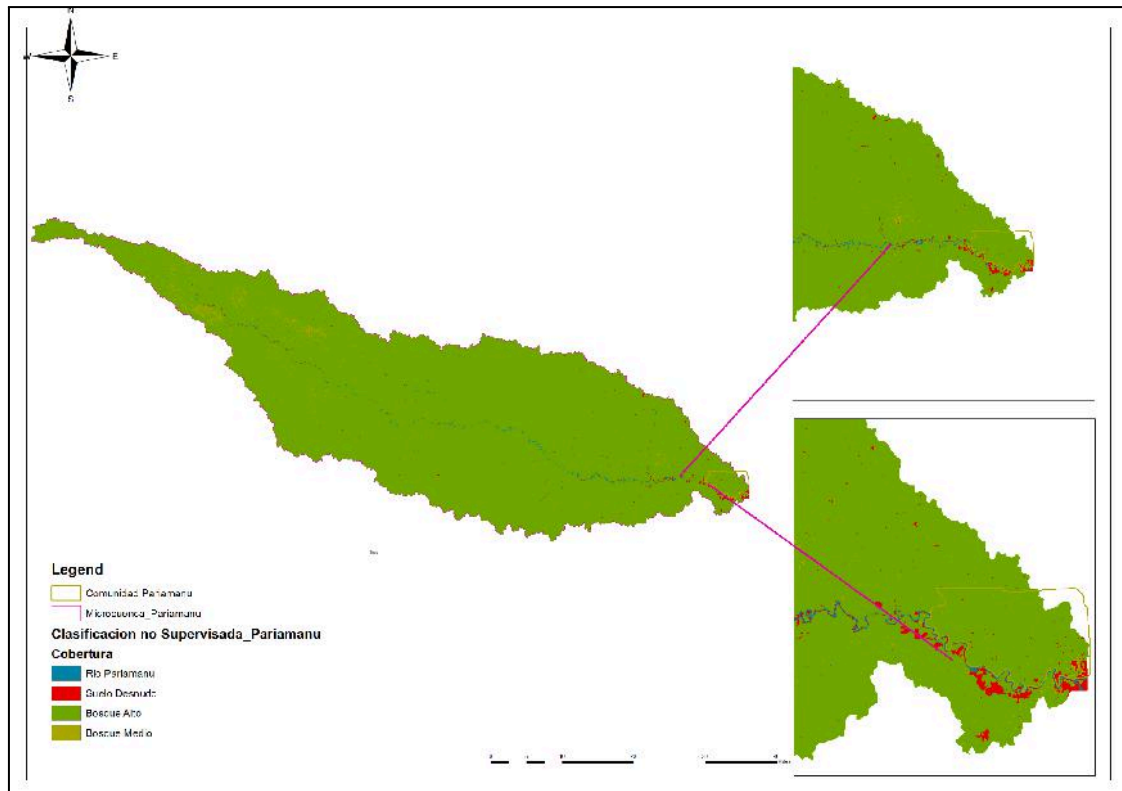 N
E
S
Legend
Comunidad Pariamanu
Microcuenca_Pariamanu
Clasificacion no Supervisada_Pariamanu
Cobertura
Rio Pariamanu
Suelo Desnudo
Bosque Alto
Bosque Medio